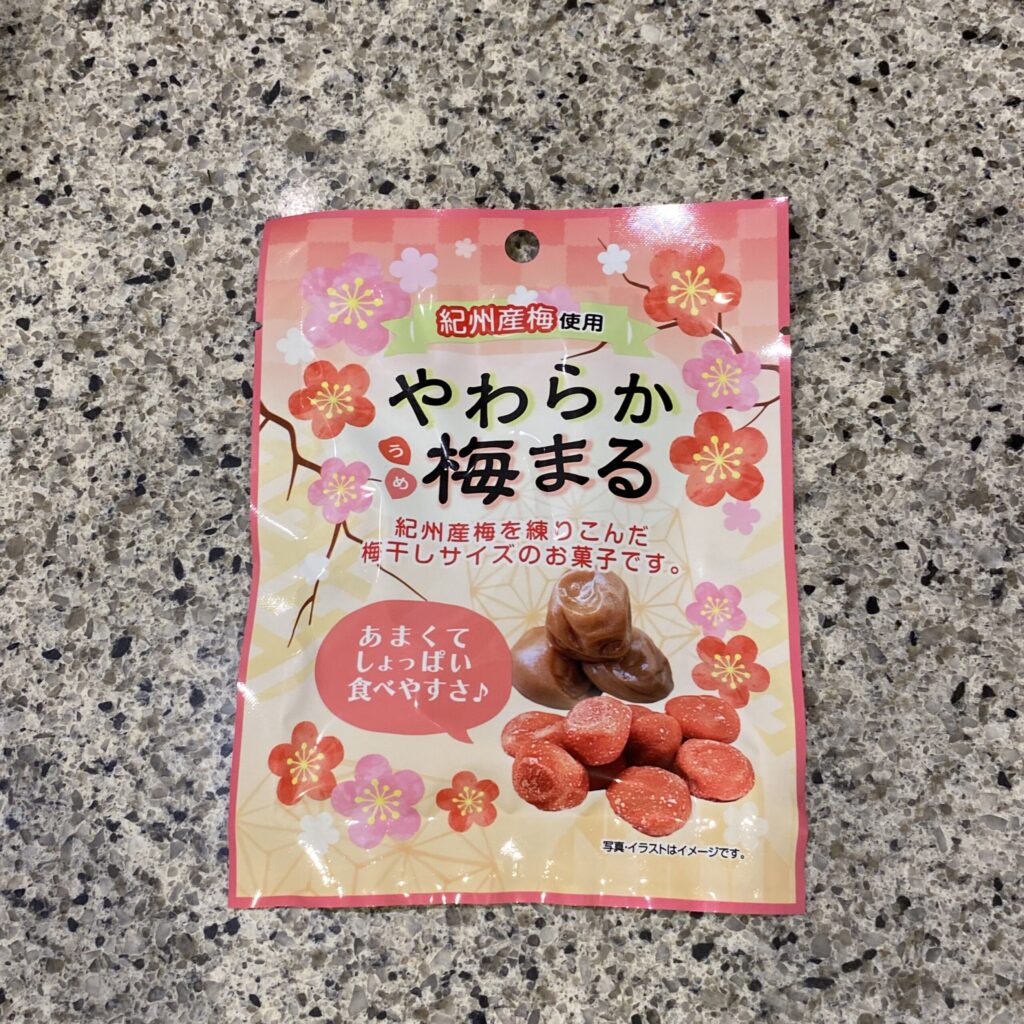 紀州産梅使用
やわらか
うめ
梅まる
紀州産梅を練りこんだ
梅干しサイズのお菓子です。
あまくて
しょっぱい
食べやすさ♪
写真・イラストはイメージです。